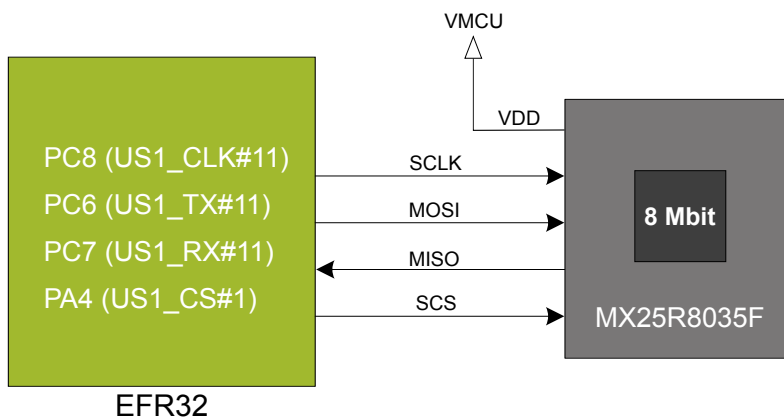 VMCU
VDD
PC8 (US1_CLK#11)
SCLK
PC6 (US1_TX#11)
MOSI
8 Mbit
PC7 (US1_RX#11)
MISO
PA4 (US1_CS#1)
SCS
MX25R8035F
EFR32